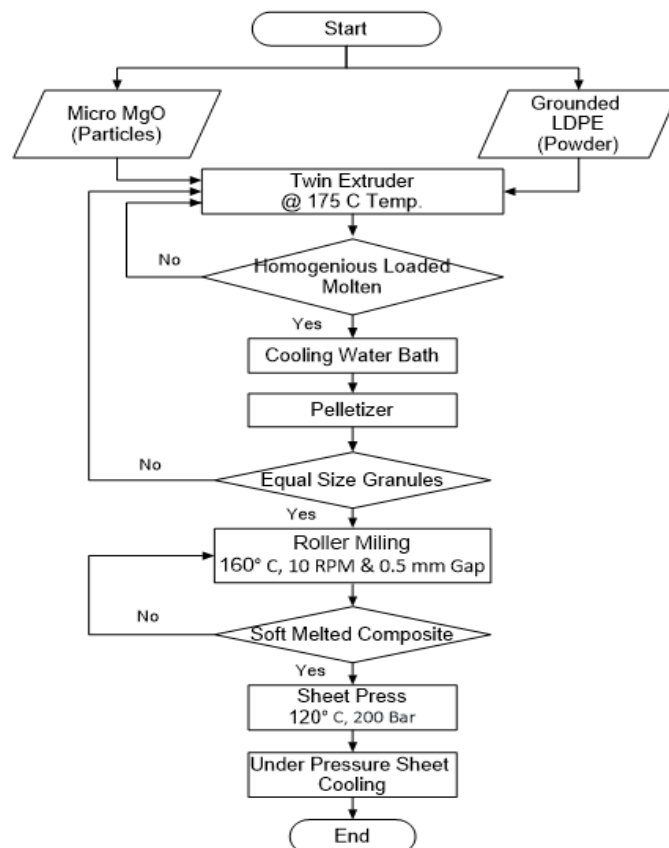 Start
Micro MgO
(Particles)
Grounded
LDPE
(Powder)
Twin Extruder
@ 175 C Temp.
No
Homogenious Loaded
Molten
Yes
Cooling Water Bath
Pelletizer
No
Equal Size Granules
Yes
Roller Miling
160° C, 10 RPM & 0.5 mm Gap
No
Soft Melted Composite
Yes
Sheet Press
120° C, 200 Bar
Under Pressure Sheet
Cooling
End